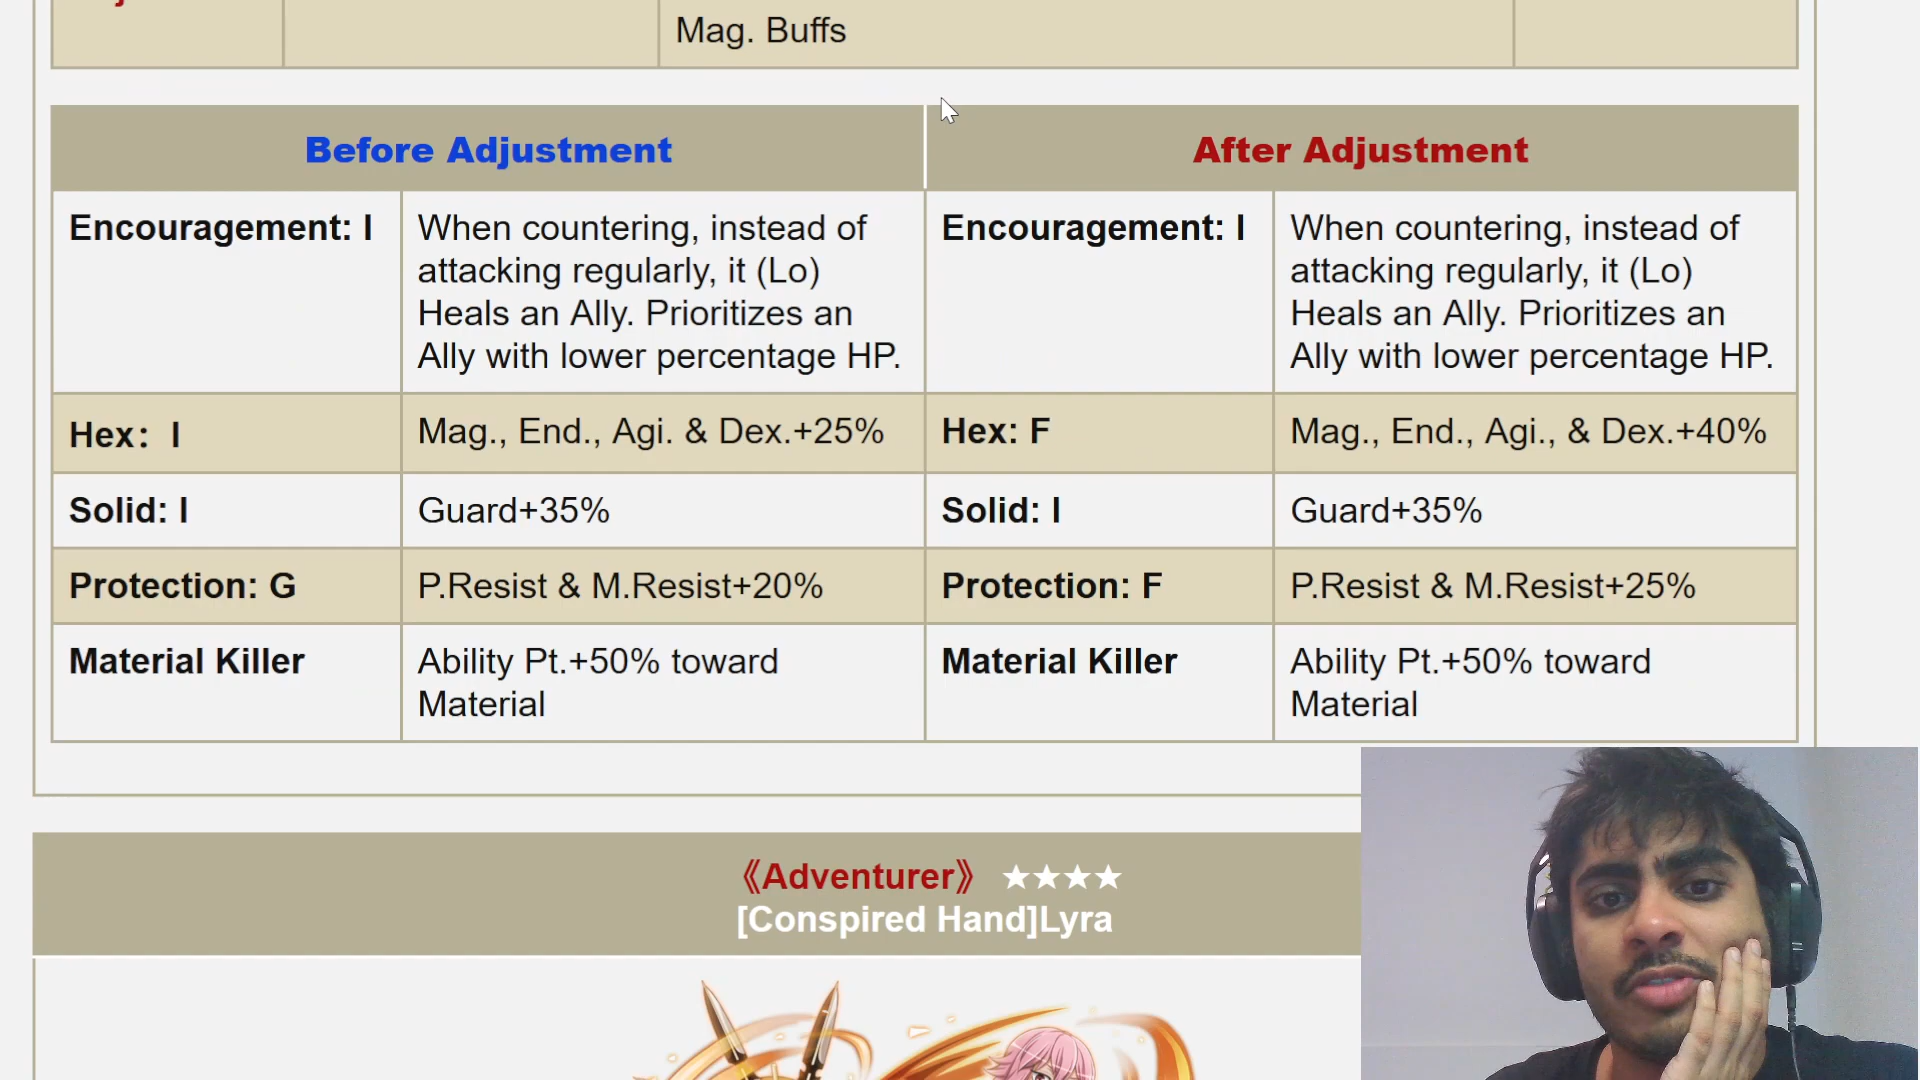 Mag. Buffs
Before Adjustment
After Adjustment
Encouragement: I
When countering, instead of
attacking regularly, it (Lo)
Heals an Ally. Prioritizes an
Ally with lower percentage HP.
Encouragement: I
When countering, instead of
attacking regularly, it (Lo)
Heals an Ally. Prioritizes an
Ally with lower percentage HP.
Hex： I
Mag., End., Agi. & Dex.+25%
Hex: F
Mag., End., Agi., & Dex.+40%
Solid: I
Guard+35%
Solid: I
Guard+35%
Protection: G
P.Resist & M.Resist+20%
Protection: F
P.Resist & M.Resist+25%
Material Killer
Ability Pt.+50% toward
Material
Material Killer
Ability Pt.+50% toward
Material
《Adventurer》 ★★★★
[Conspired Hand]Lyra